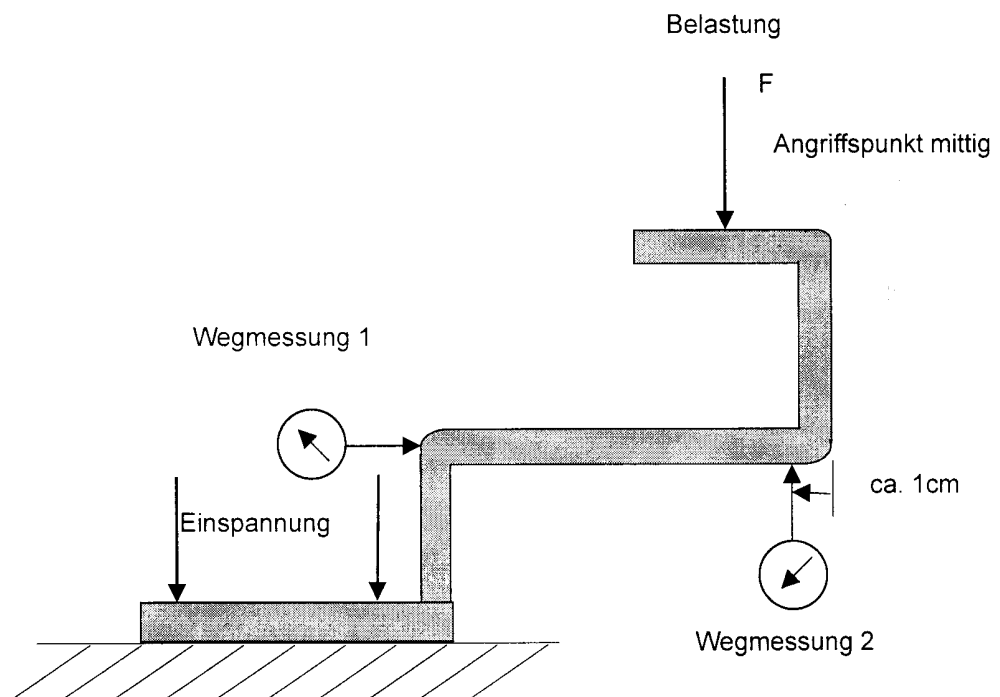 Belastung
F
Angriffspunkt mittig
Wegmessung 1
ca. 1cm
Einspannung
Wegmessung 2